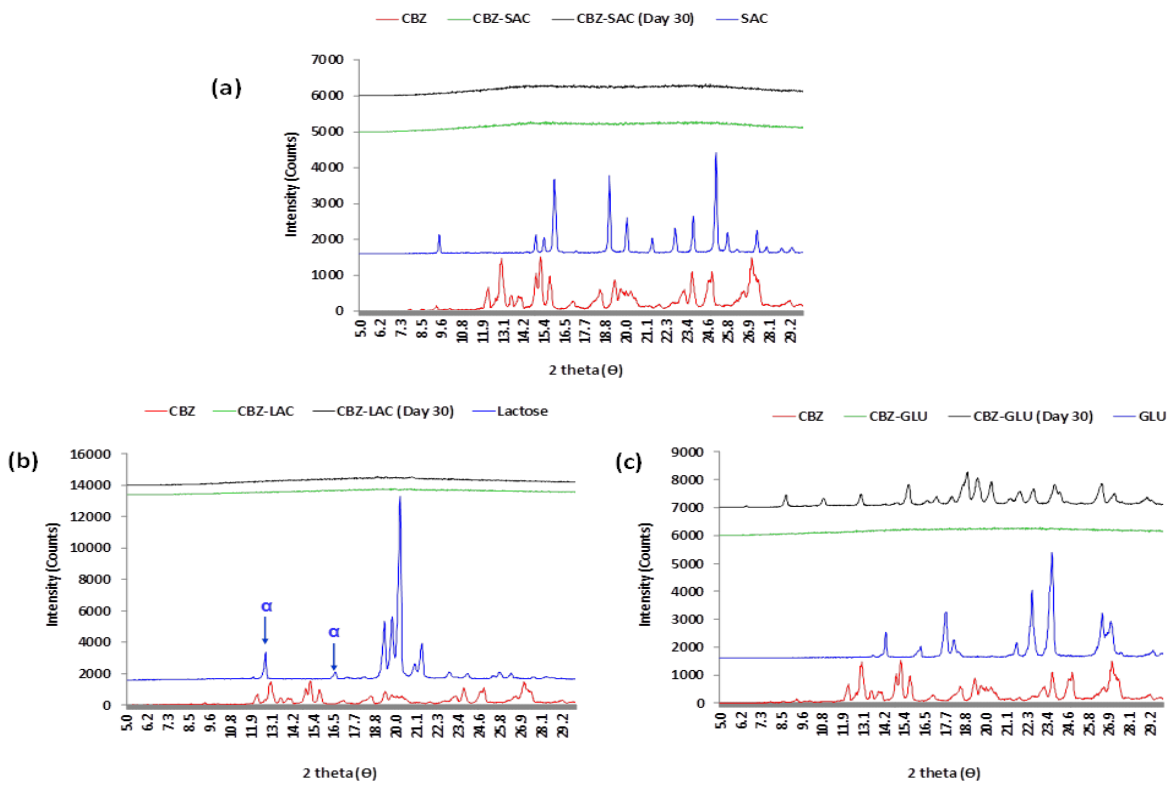 CBZ CBZ-SAC CBZ-SAC (Day 30) SAC
(a)
7000
6000
5000
4000
3000
2000
1000
0
Intensity (Counts)
5.0 6.2 7.3 8.5 9.6 10.8 11.9 13.1 14.2 15.4 16.5 17.7 18.8 20.0 21.1 22.3 23.4 24.6 25.8 26.9 28.1 29.2
2 theta (Θ)
CBZ CBZ-LAC CBZ-LAC (Day 30) Lactose
(b)
16000
14000
12000
10000
8000
6000
4000
2000
0
Intensity (Counts)
α α
5.0 6.2 7.3 8.5 9.6 10.8 11.9 13.1 14.2 15.4 16.5 17.7 18.8 20.0 21.1 22.3 23.4 24.6 25.8 26.9 28.1 29.2
2 theta (Θ)
CBZ CBZ-GLU CBZ-GLU (Day 30) GLU
(c)
9000
8000
7000
6000
5000
4000
3000
2000
1000
0
Intensity (Counts)
5.0 6.2 7.3 8.5 9.6 10.8 11.9 13.1 14.2 15.4 16.5 17.7 18.8 20.0 21.1 22.3 23.4 24.6 25.8 26.9 28.1 29.2
2 theta (Θ)